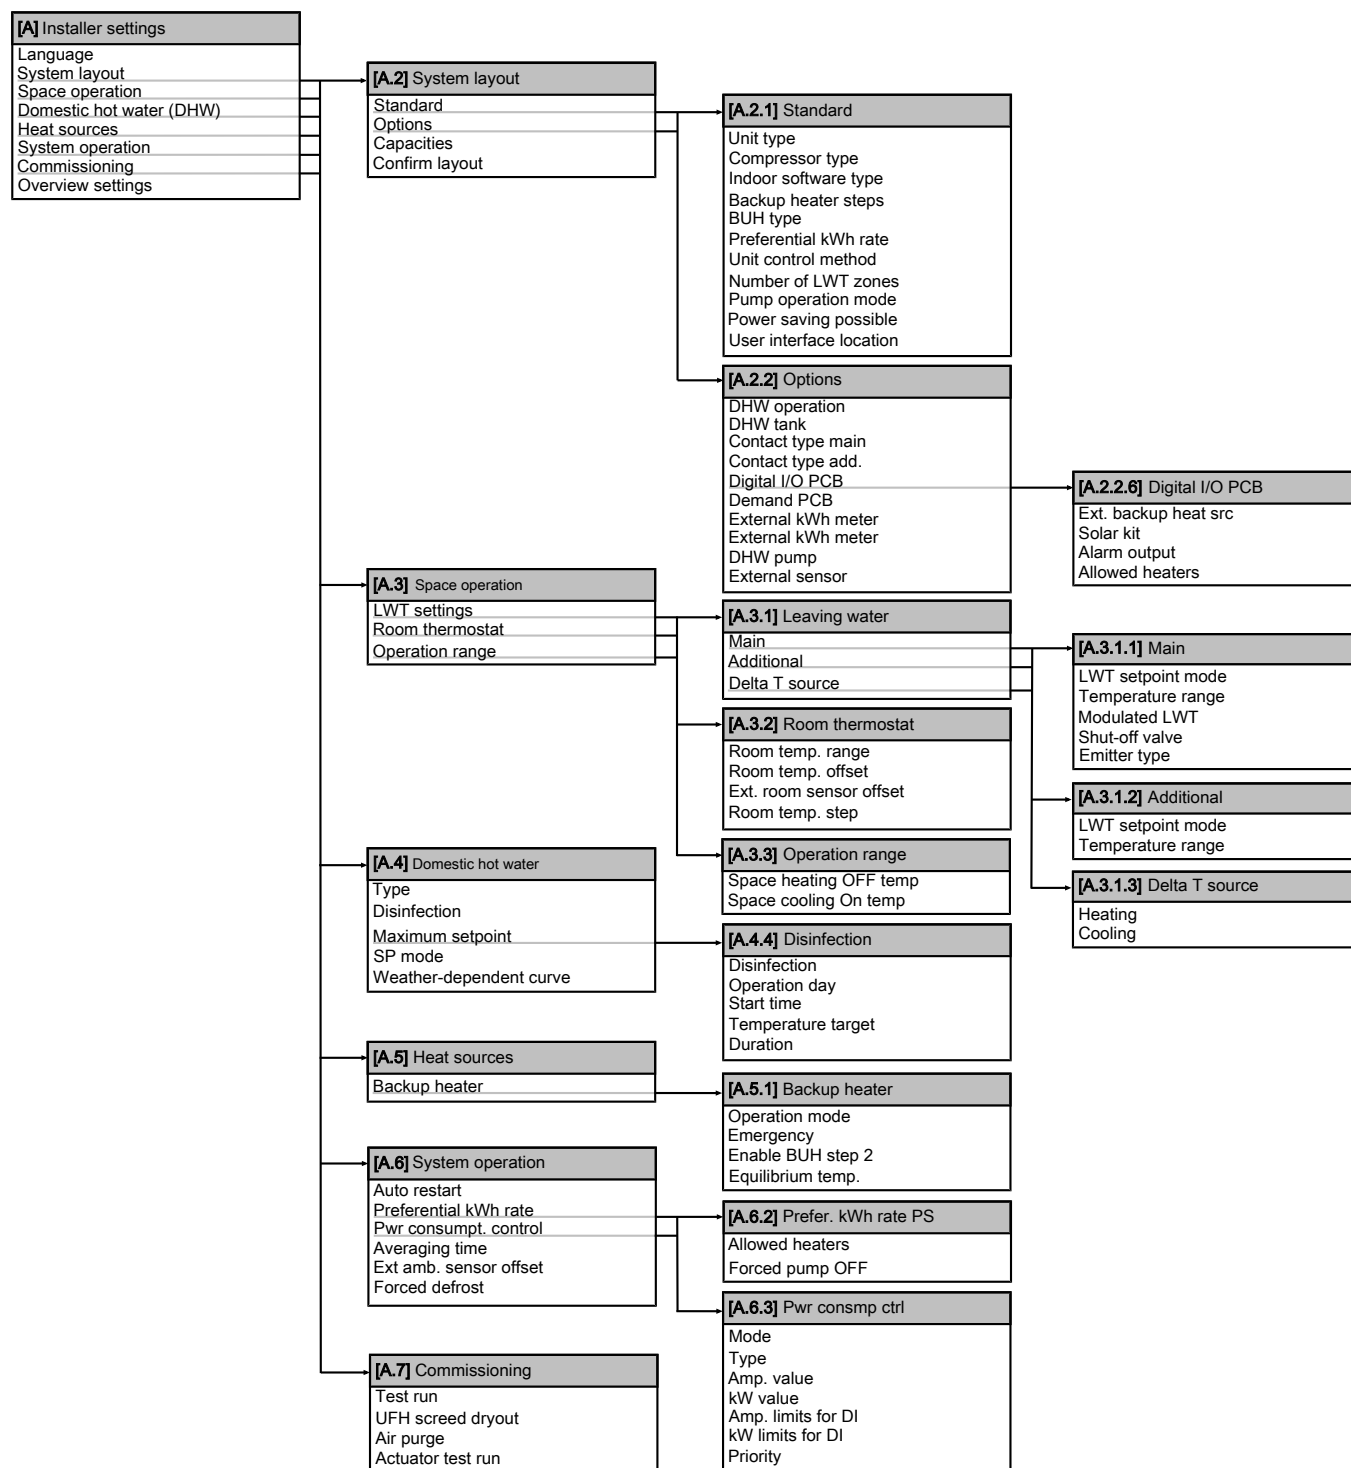 [A] Installer settings
Language
System layout
Space operation
Domestic hot water (DHW)
Heat sources
System operation
Commissioning
Overview settings
[A.2] System layout
Standard
Options
Capacities
Confirm layout
[A.2.1] Standard
Unit type
Compressor type
Indoor software type
Backup heater steps
BUH type
Preferential kWh rate
Unit control method
Number of LWT zones
Pump operation mode
Power saving possible
User interface location
[A.2.2] Options
DHW operation
DHW tank
Contact type main
Contact type add.
Digital I/O PCB
Demand PCB
External kWh meter
External kWh meter
DHW pump
External sensor
[A.2.2.6] Digital I/O PCB
Ext. backup heat src
Solar kit
Alarm output
Allowed heaters
[A.3] Space operation
LWT settings
Room thermostat
Operation range
[A.3.1] Leaving water
Main
Additional
Delta T source
[A.3.1.1] Main
LWT setpoint mode
Temperature range
Modulated LWT
Shut-off valve
Emitter type
[A.3.1.2] Additional
LWT setpoint mode
Temperature range
[A.3.1.3] Delta T source
Heating
Cooling
[A.3.2] Room thermostat
Room temp. range
Room temp. offset
Ext. room sensor offset
Room temp. step
[A.3.3] Operation range
Space heating OFF temp
Space cooling On temp
[A.4] Domestic hot water
Type
Disinfection
Maximum setpoint
SP mode
Weather-dependent curve
[A.4.4] Disinfection
Disinfection
Operation day
Start time
Temperature target
Duration
[A.5] Heat sources
Backup heater
[A.5.1] Backup heater
Operation mode
Emergency
Enable BUH step 2
Equilibrium temp.
[A.6] System operation
Auto restart
Preferential kWh rate
Pwr consumpt. control
Averaging time
Ext amb. sensor offset
Forced defrost
[A.6.2] Prefer. kWh rate PS
Allowed heaters
Forced pump OFF
[A.6.3] Pwr consmp ctrl
Mode
Type
Amp. value
kW value
Amp. limits for DI
kW limits for DI
Priority
[A.7] Commissioning
Test run
UFH screed dryout
Air purge
Actuator test run